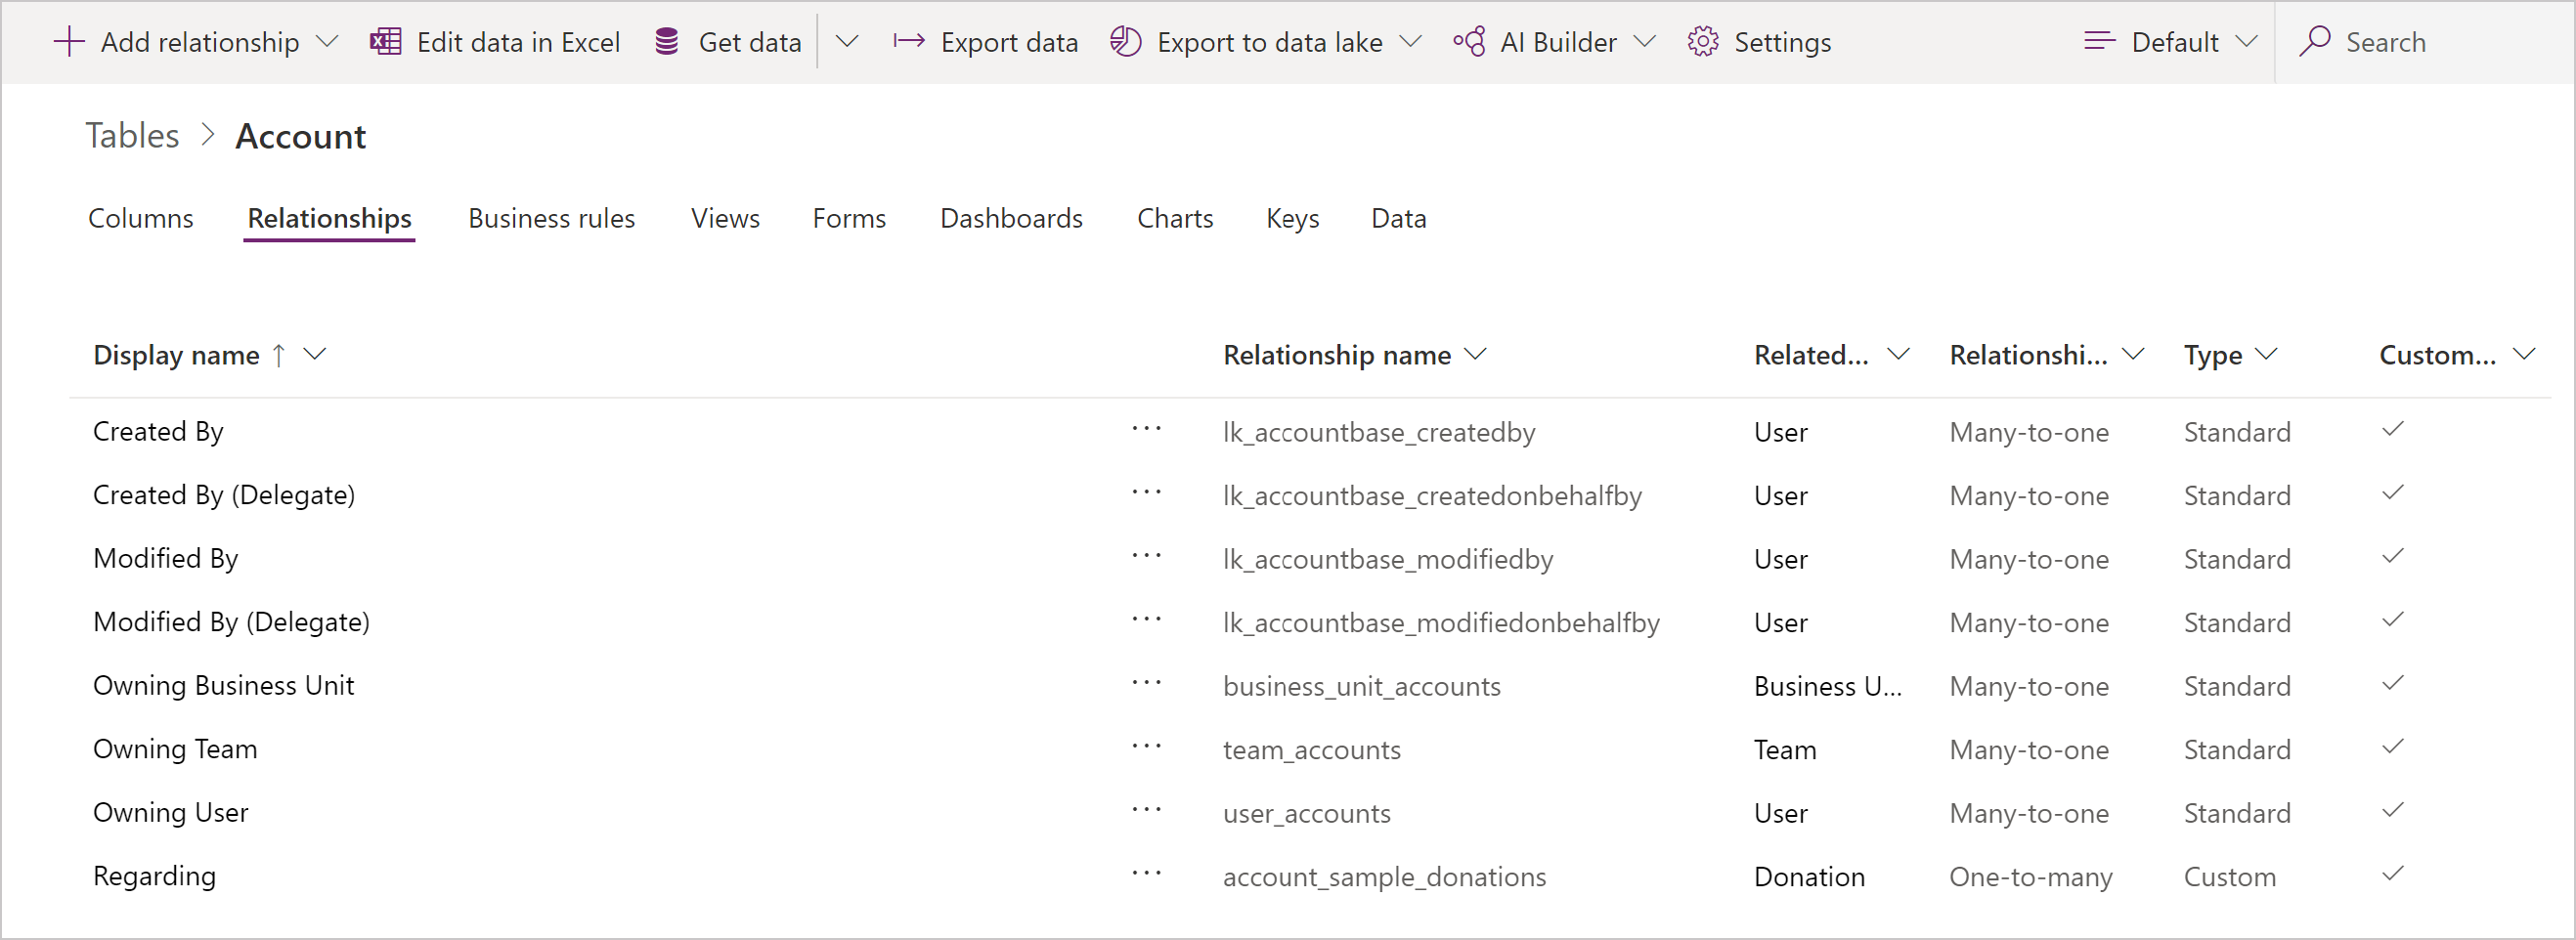 Add relationship Edit data in Excel Get data Export data Export to data lake AI Builder Settings Default Search
Tables > Account
Columns Relationships Business rules Views Forms Dashboards Charts Keys Data
Display name ↑ Relationship name Related... Relationshi... Type Custom...
Created By ... lk_accountbase_createdby User Many-to-one Standard ✓
Created By (Delegate) ... lk_accountbase_createdonbehalfby User Many-to-one Standard ✓
Modified By ... lk_accountbase_modifiedby User Many-to-one Standard ✓
Modified By (Delegate) ... lk_accountbase_modifiedonbehalfby User Many-to-one Standard ✓
Owning Business Unit ... business_unit_accounts Business U... Many-to-one Standard ✓
Owning Team ... team_accounts Team Many-to-one Standard ✓
Owning User ... user_accounts User Many-to-one Standard ✓
Regarding ... account_sample_donations Donation One-to-many Custom ✓